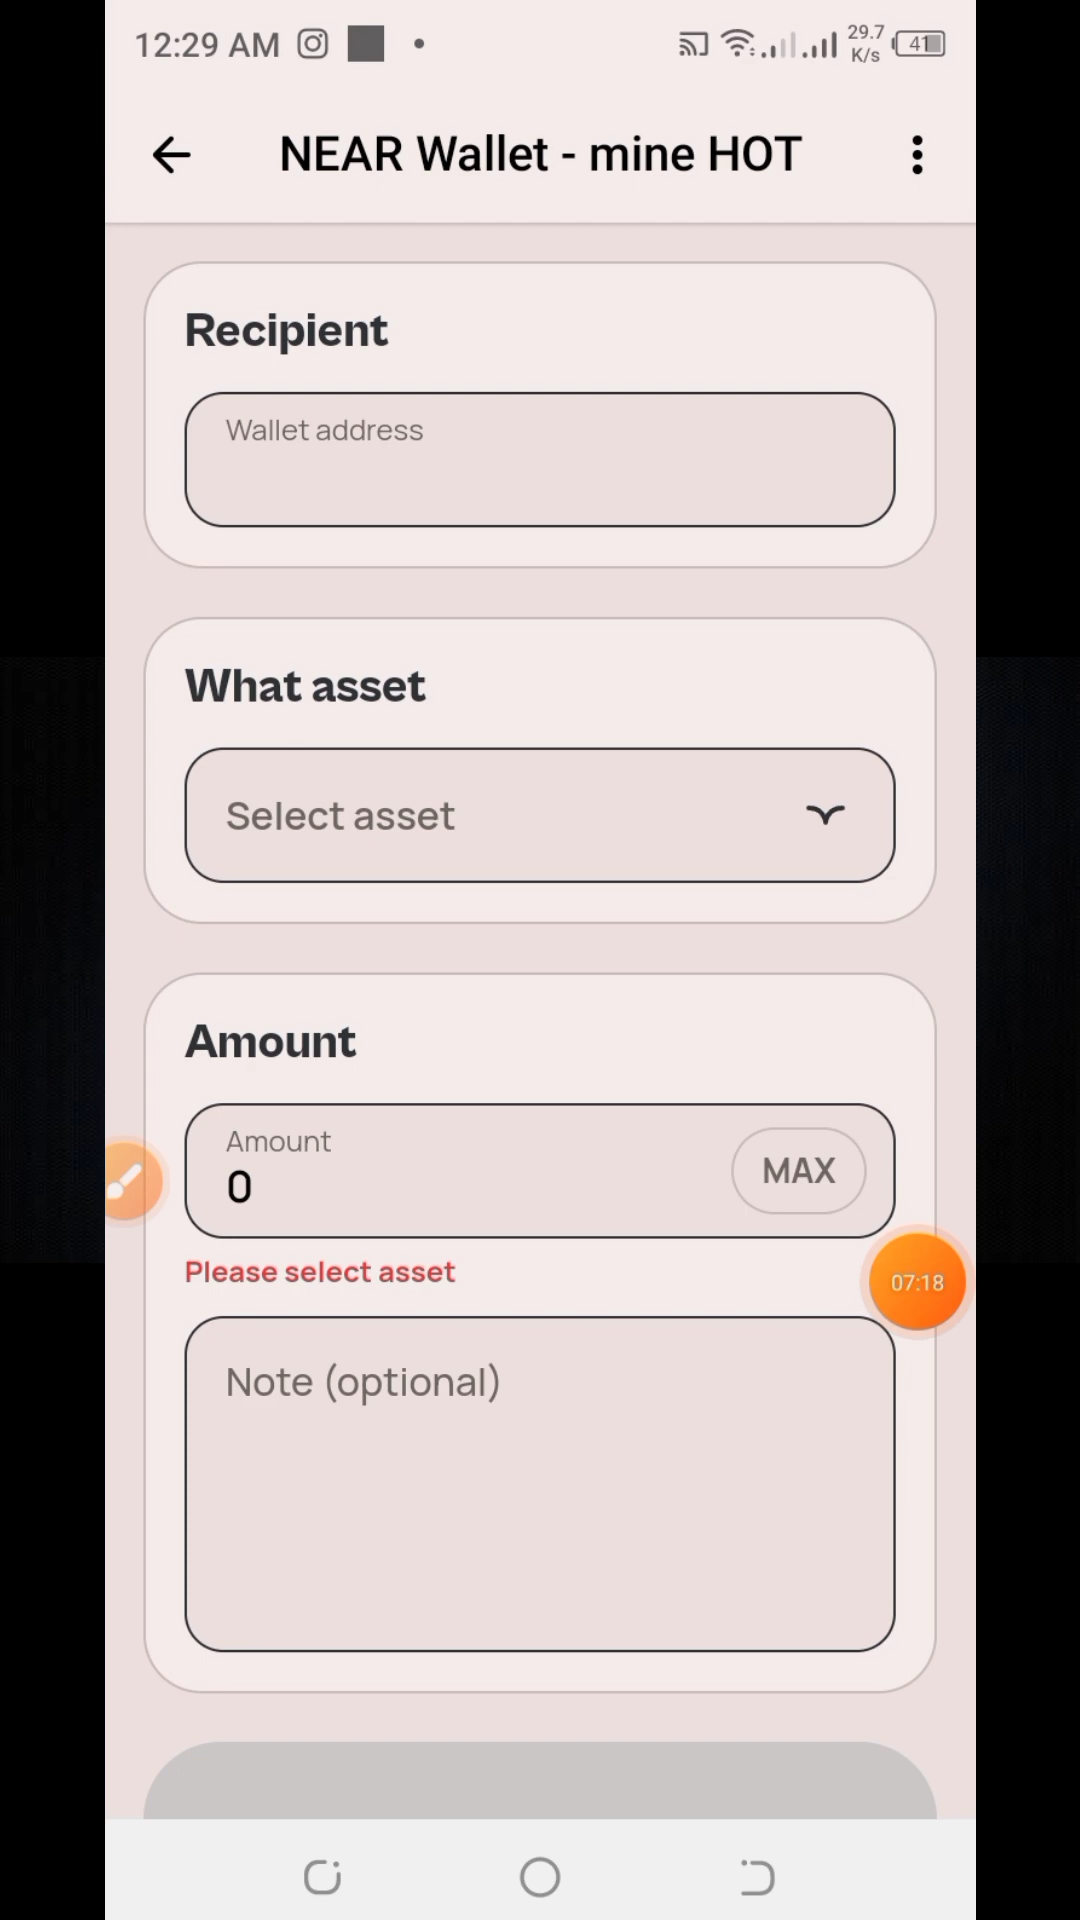 12:29 AM
29.7
K/s
41
NEAR Wallet - mine HOT
Recipient
Wallet address
What asset
Select asset
Amount
Amount
0
MAX
Please select asset
07:18
Note (optional)